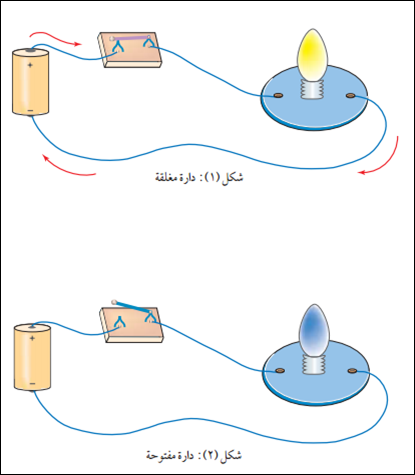 +
−
شكل (١) : دارة مغلقة
+
−
شكل (٢) : دارة مفتوحة